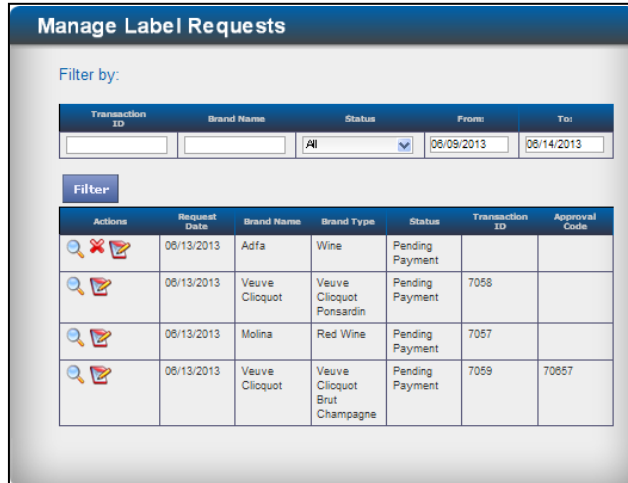 Manage Label Requests
Filter by:
Transaction ID Brand Name Status From: To:
All 06/09/2013 06/14/2013
Filter
Actions Request Date Brand Name Brand Type Status Transaction ID Approval Code
06/13/2013 Adfa Wine Pending Payment
06/13/2013 Veuve Clicquot Veuve Clicquot Ponsardin Pending Payment 7058
06/13/2013 Molina Red Wine Pending Payment 7057
06/13/2013 Veuve Clicquot Veuve Clicquot Brut Champagne Pending Payment 7059 70657